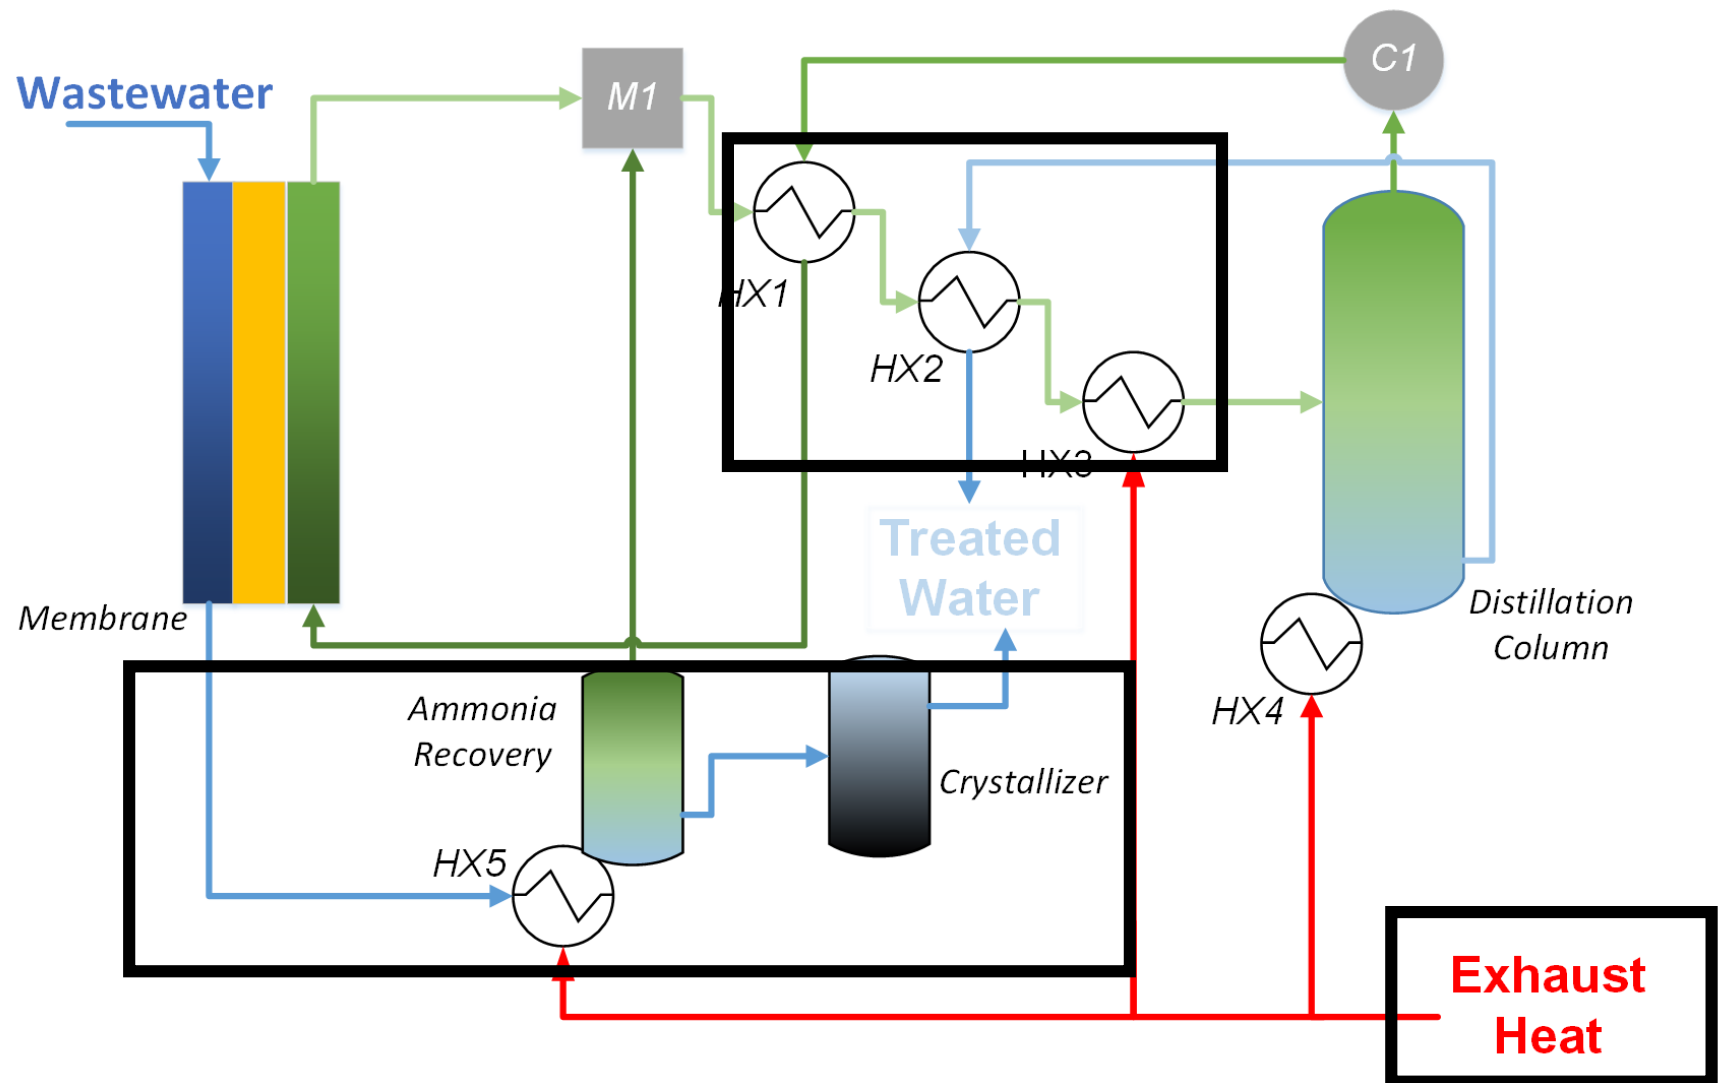 Wastewater
M1
C1
HX1
HX2
HX3
Treated
Water
Membrane
Distillation
Column
HX4
Ammonia
Recovery
Crystallizer
HX5
Exhaust
Heat